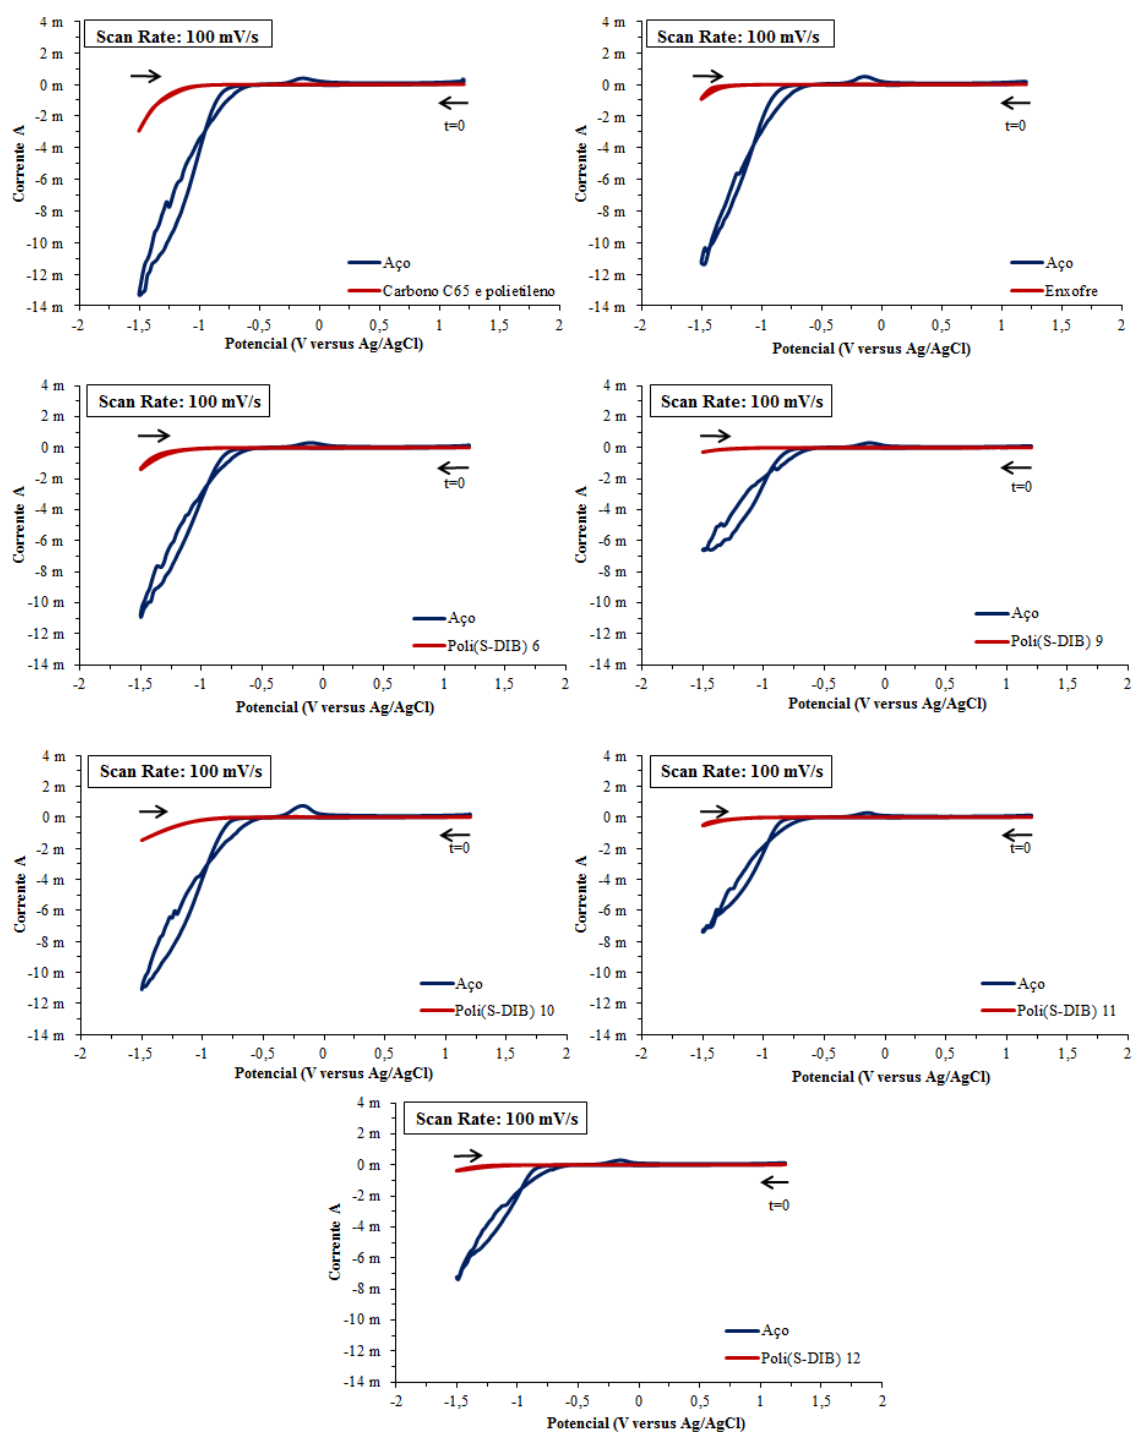 Scan Rate: 100 mV/s
4 m
2 m
0 m
-2 m
-4 m
-6 m
-8 m
-10 m
-12 m
-14 m
Corrente A
t=0
Aço
Carbono C65 e polietileno
-2 -1,5 -1 -0,5 0 0,5 1 1,5 2
Potencial (V versus Ag/AgCl)
Scan Rate: 100 mV/s
4 m
2 m
0 m
-2 m
-4 m
-6 m
-8 m
-10 m
-12 m
-14 m
Corrente A
t=0
Aço
Enxofre
-2 -1,5 -1 -0,5 0 0,5 1 1,5 2
Potencial (V versus Ag/AgCl)
Scan Rate: 100 mV/s
4 m
2 m
0 m
-2 m
-4 m
-6 m
-8 m
-10 m
-12 m
-14 m
Corrente A
t=0
Aço
Poli(S-DIB) 6
-2 -1,5 -1 -0,5 0 0,5 1 1,5 2
Potencial (V versus Ag/AgCl)
Scan Rate: 100 mV/s
4 m
2 m
0 m
-2 m
-4 m
-6 m
-8 m
-10 m
-12 m
-14 m
Corrente A
t=0
Aço
Poli(S-DIB) 9
-2 -1,5 -1 -0,5 0 0,5 1 1,5 2
Potencial (V versus Ag/AgCl)
Scan Rate: 100 mV/s
4 m
2 m
0 m
-2 m
-4 m
-6 m
-8 m
-10 m
-12 m
-14 m
Corrente A
t=0
Aço
Poli(S-DIB) 10
-2 -1,5 -1 -0,5 0 0,5 1 1,5 2
Potencial (V versus Ag/AgCl)
Scan Rate: 100 mV/s
4 m
2 m
0 m
-2 m
-4 m
-6 m
-8 m
-10 m
-12 m
-14 m
Corrente A
t=0
Aço
Poli(S-DIB) 11
-2 -1,5 -1 -0,5 0 0,5 1 1,5 2
Potencial (V versus Ag/AgCl)
Scan Rate: 100 mV/s
4 m
2 m
0 m
-2 m
-4 m
-6 m
-8 m
-10 m
-12 m
-14 m
Corrente A
t=0
Aço
Poli(S-DIB) 12
-2 -1,5 -1 -0,5 0 0,5 1 1,5 2
Potencial (V versus Ag/AgCl)